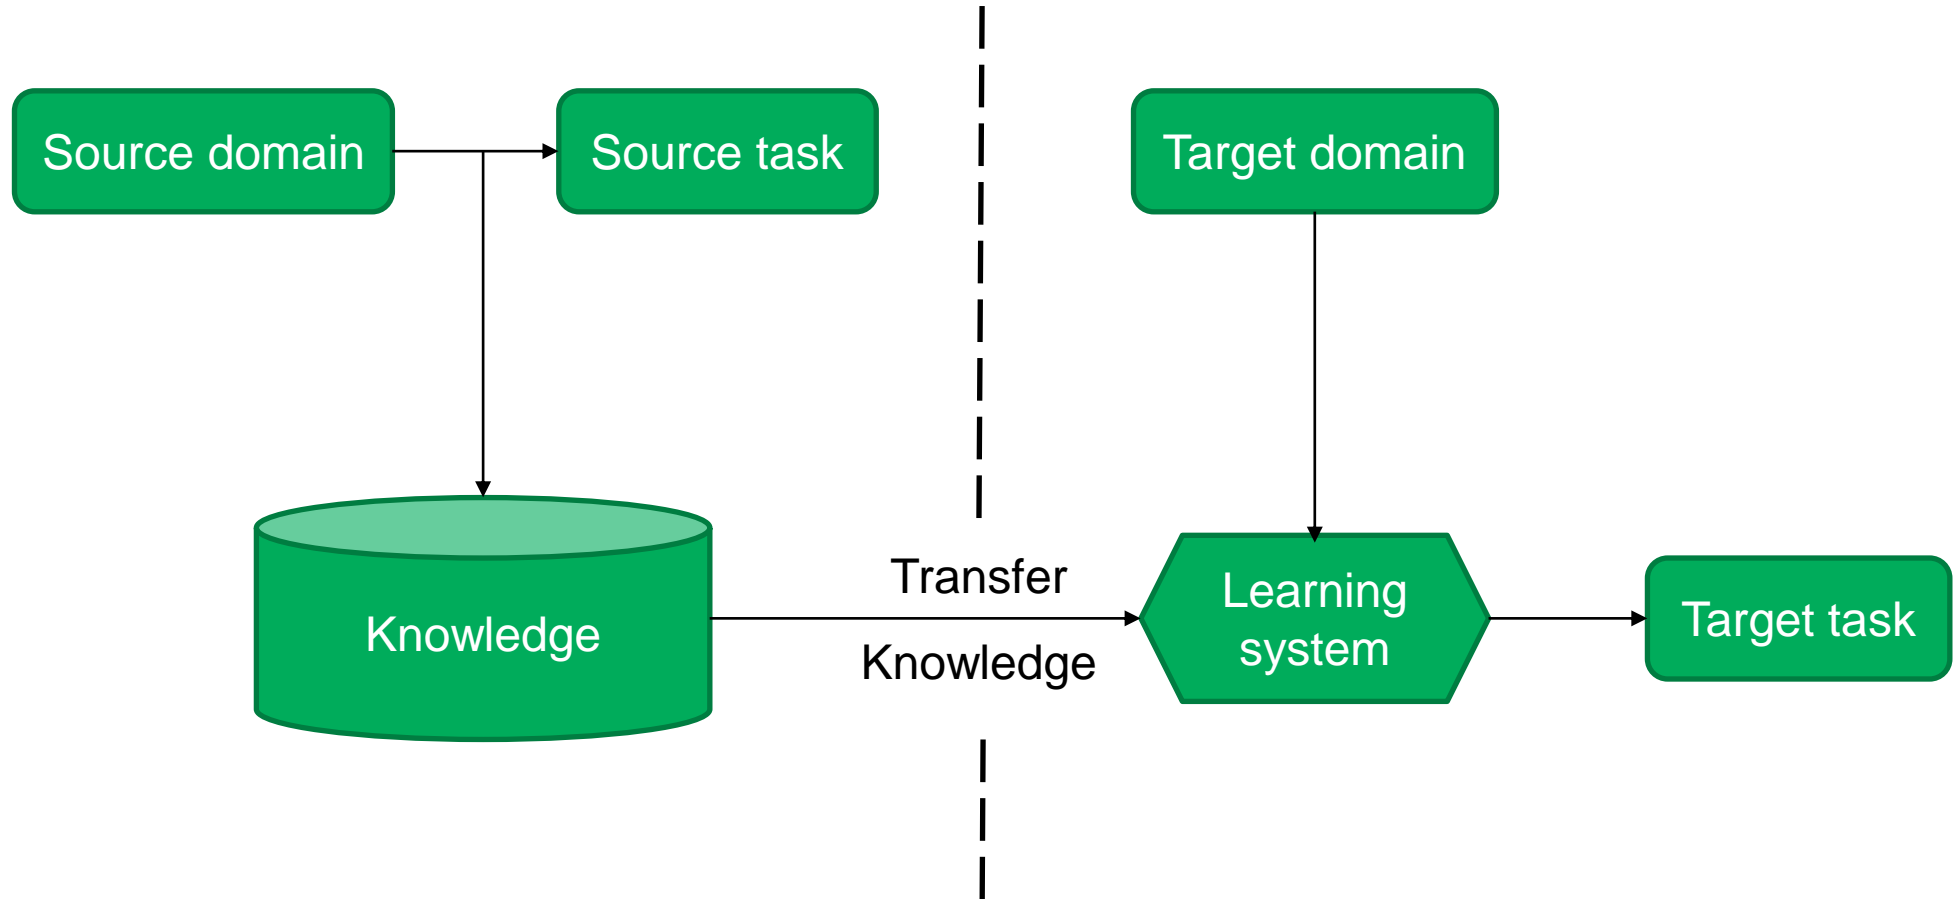 Source domain
Source task
Target domain
Knowledge
Transfer
Knowledge
Learning
system
Target task